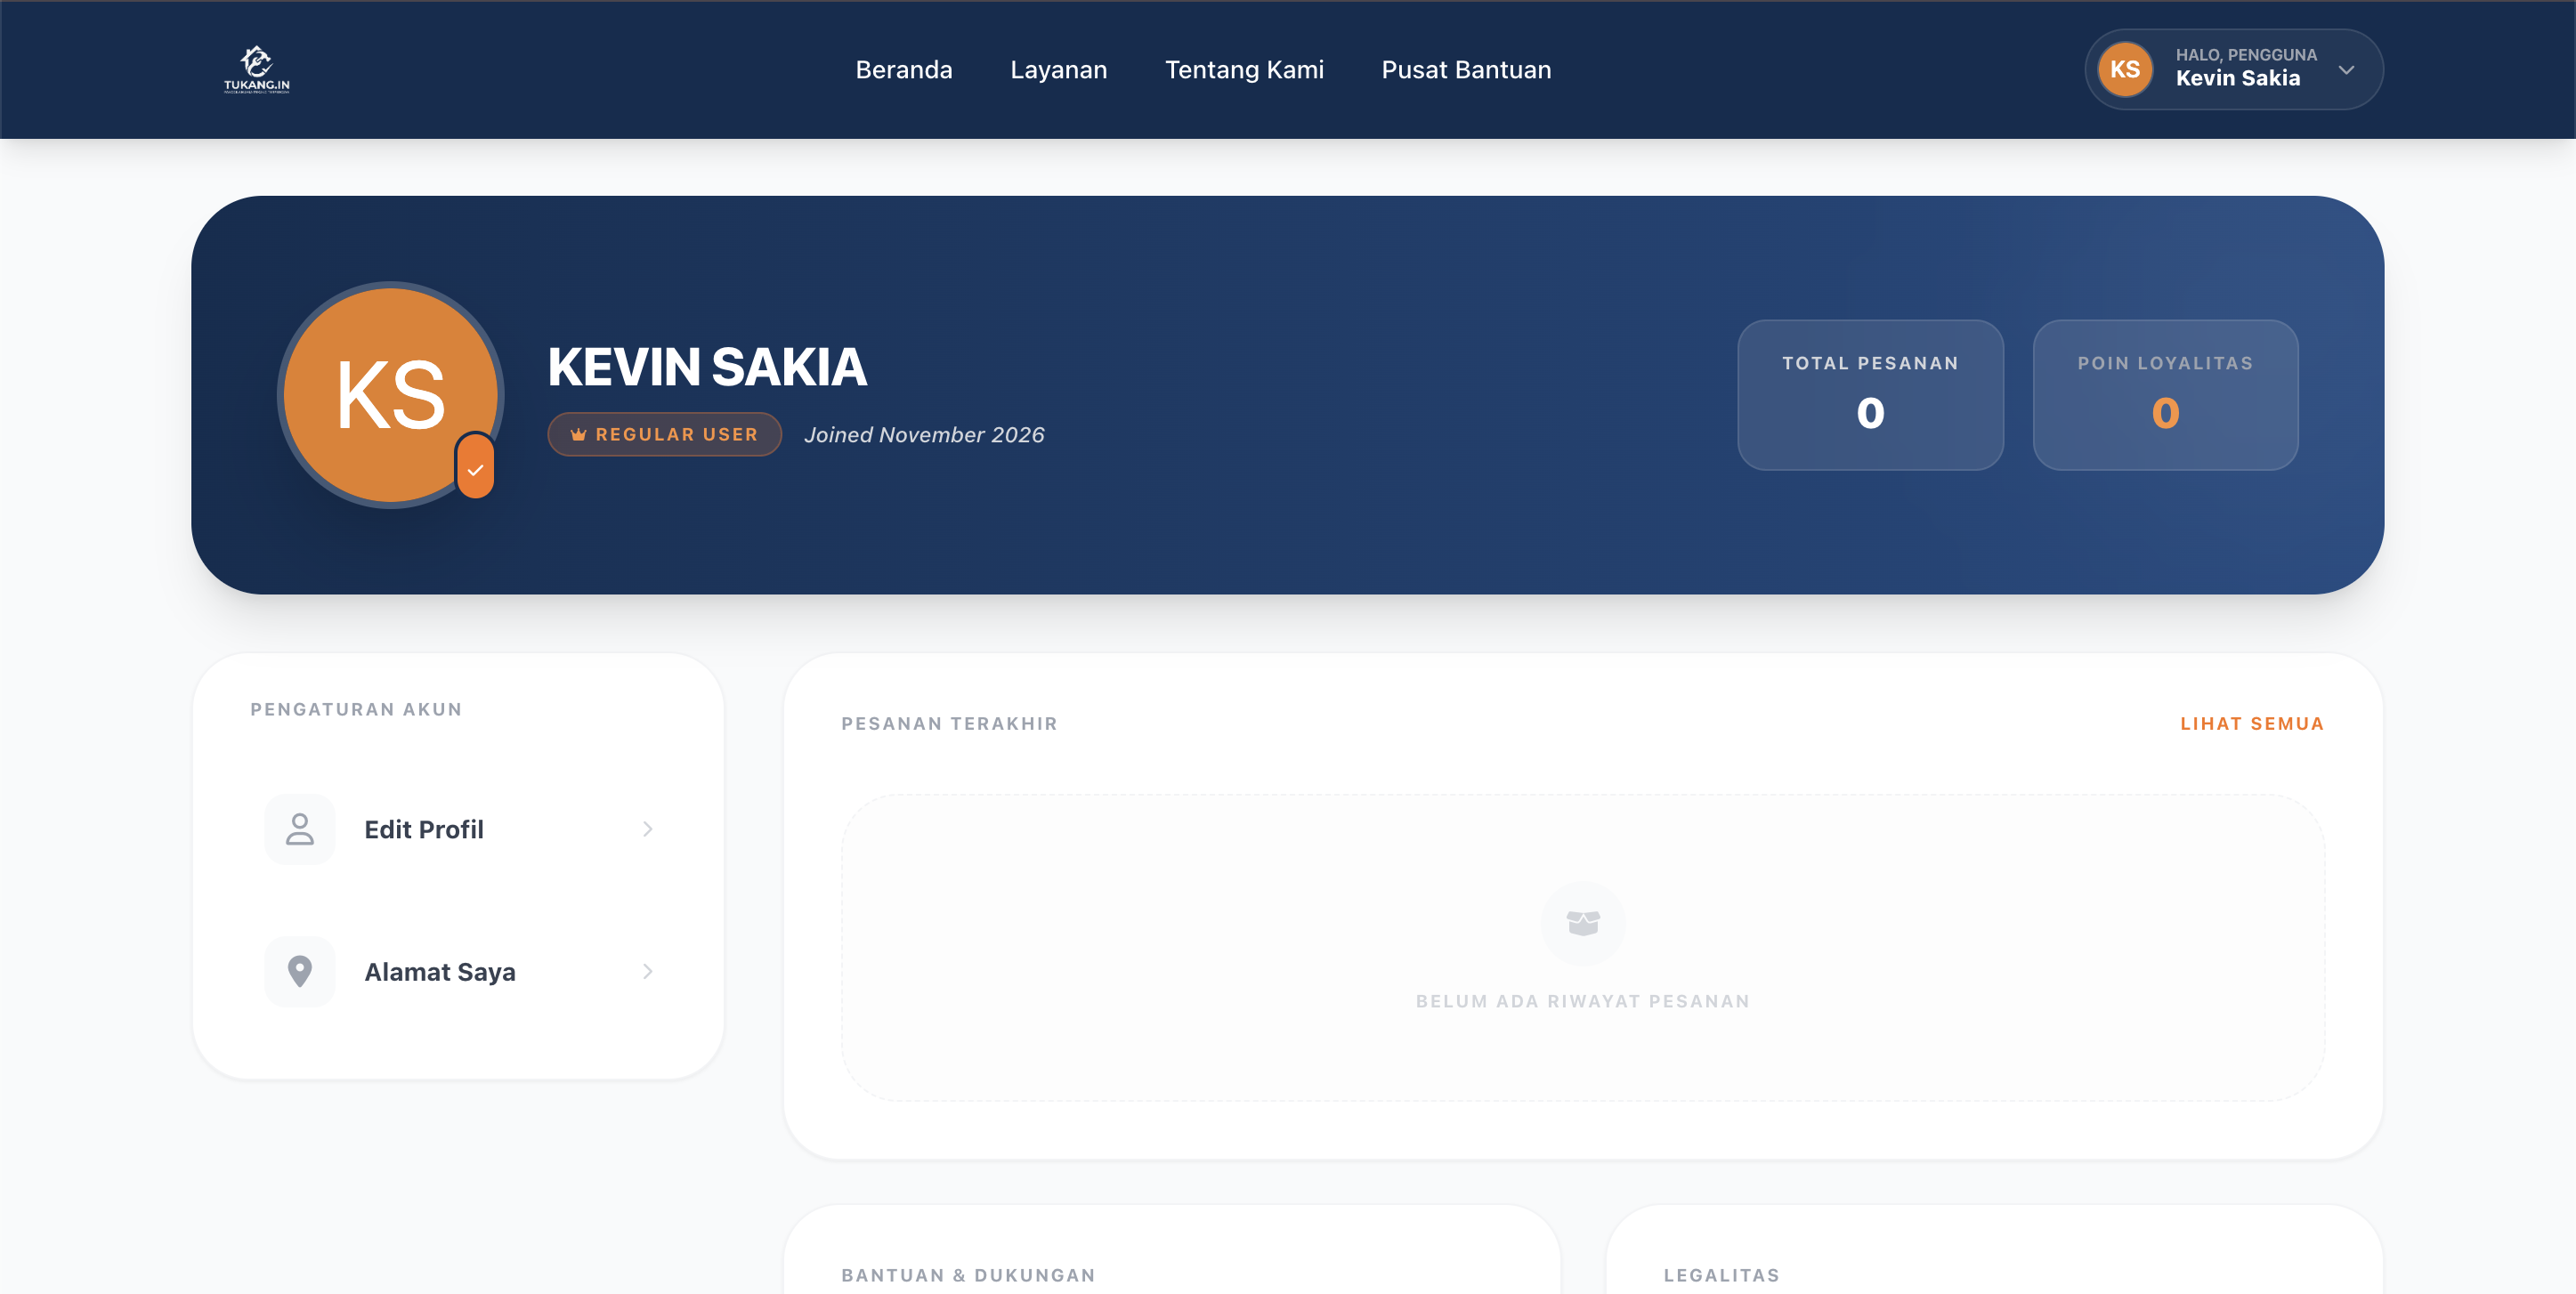 TUKANG.IN
Beranda
Layanan
Tentang Kami
Pusat Bantuan
KS
HALO, PENGGUNA
Kevin Sakia
KS
KEVIN SAKIA
REGULAR USER
Joined November 2026
TOTAL PESANAN
0
POIN LOYALITAS
0
PENGATURAN AKUN
Edit Profil
Alamat Saya
PESANAN TERAKHIR
LIHAT SEMUA
BELUM ADA RIWAYAT PESANAN
BANTUAN & DUKUNGAN
LEGALITAS